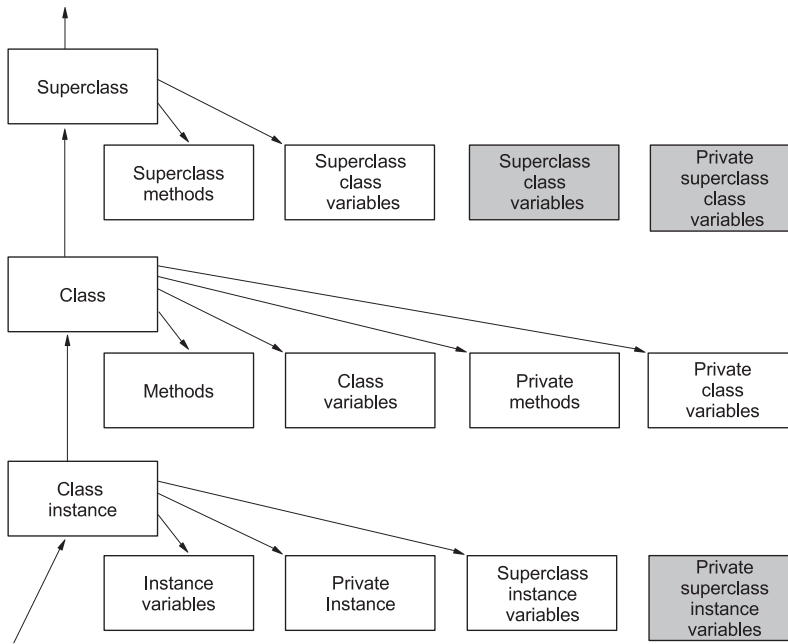 Superclass
Superclass
methods
Superclass
class
variables
Superclass
class
variables
Private
superclass
class
variables
Class
Methods
Class
variables
Private
methods
Private
class
variables
Class
instance
Instance
variables
Private
Instance
Superclass
instance
variables
Private
superclass
instance
variables